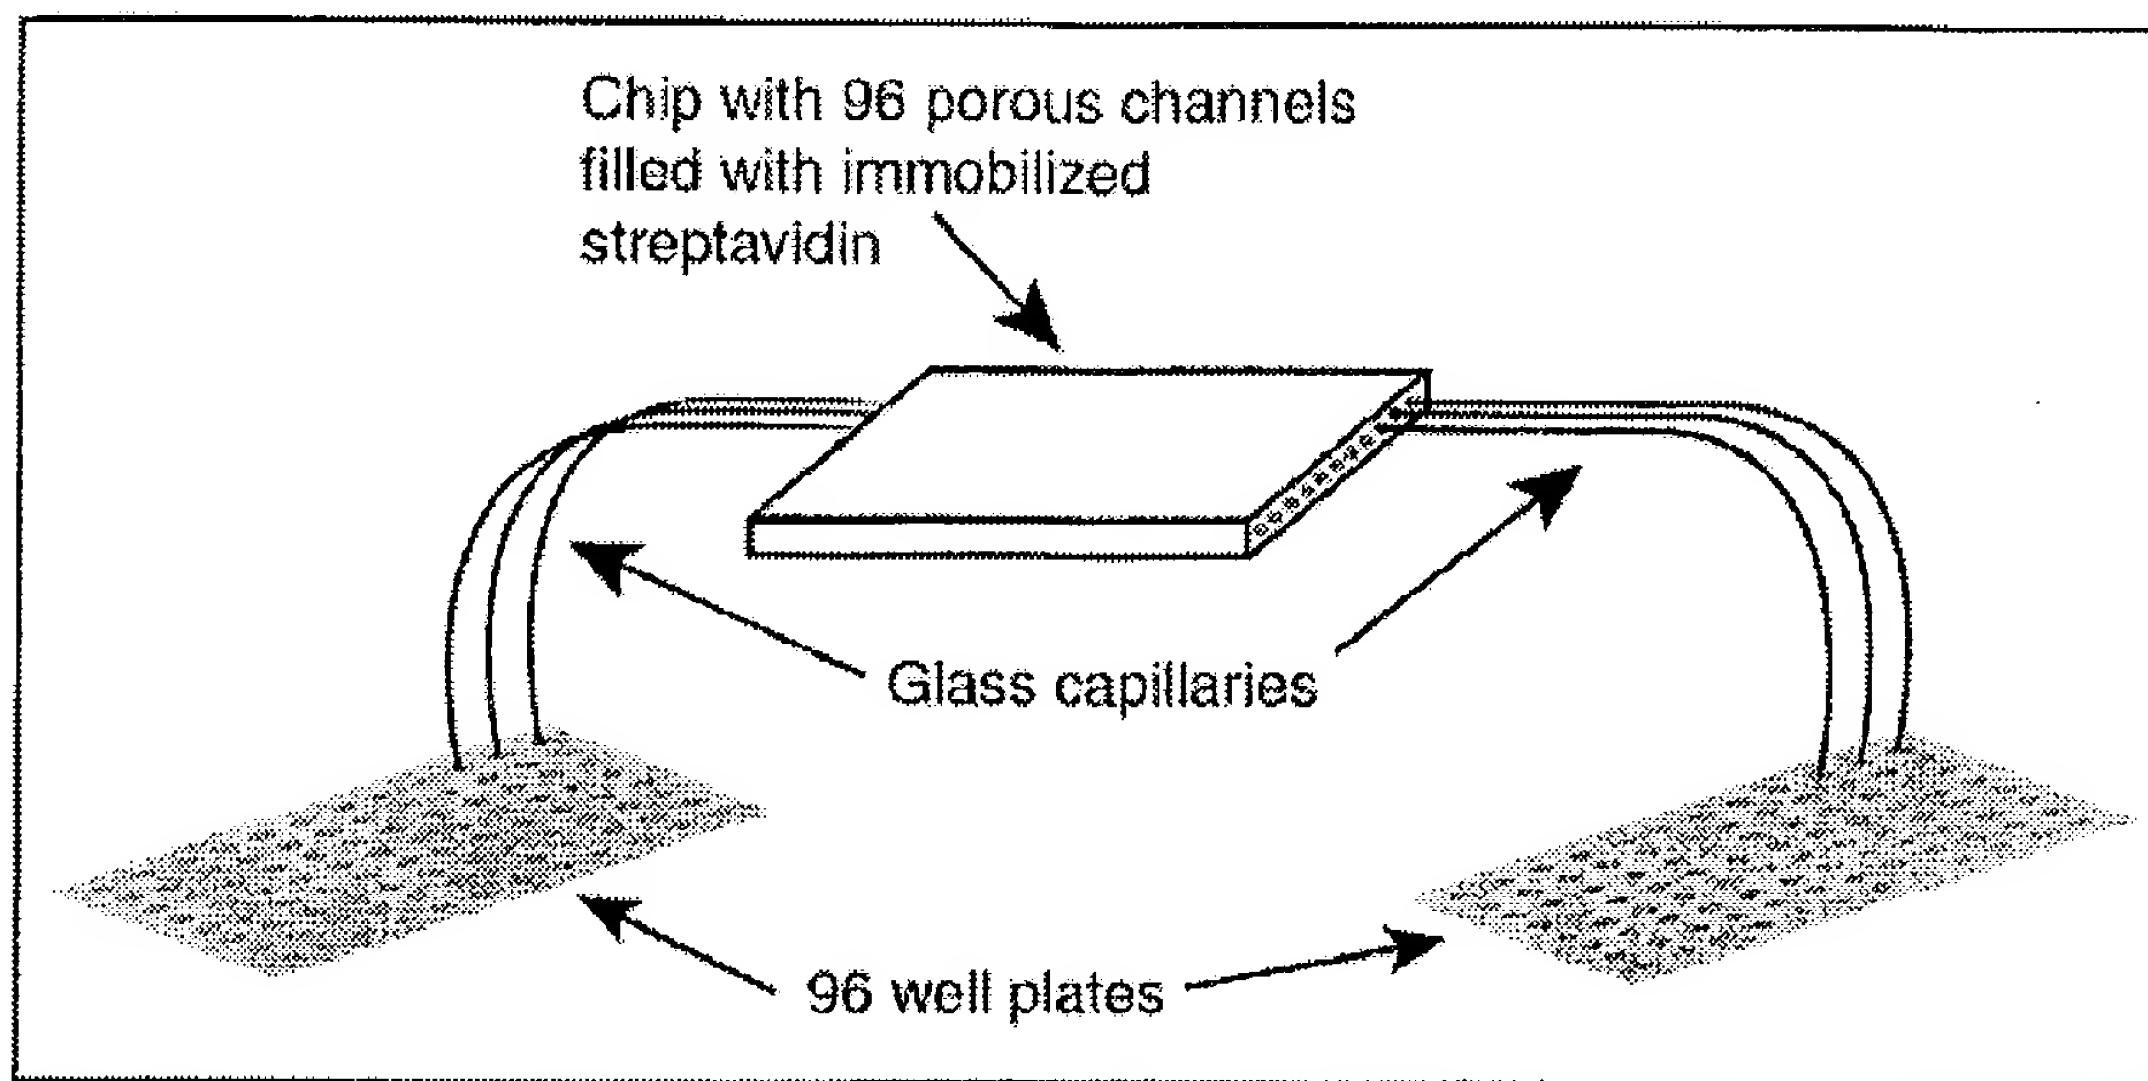 Chip with 96 porous channels
filled with immobilized
streptavidin
Glass capillaries
96 well plates